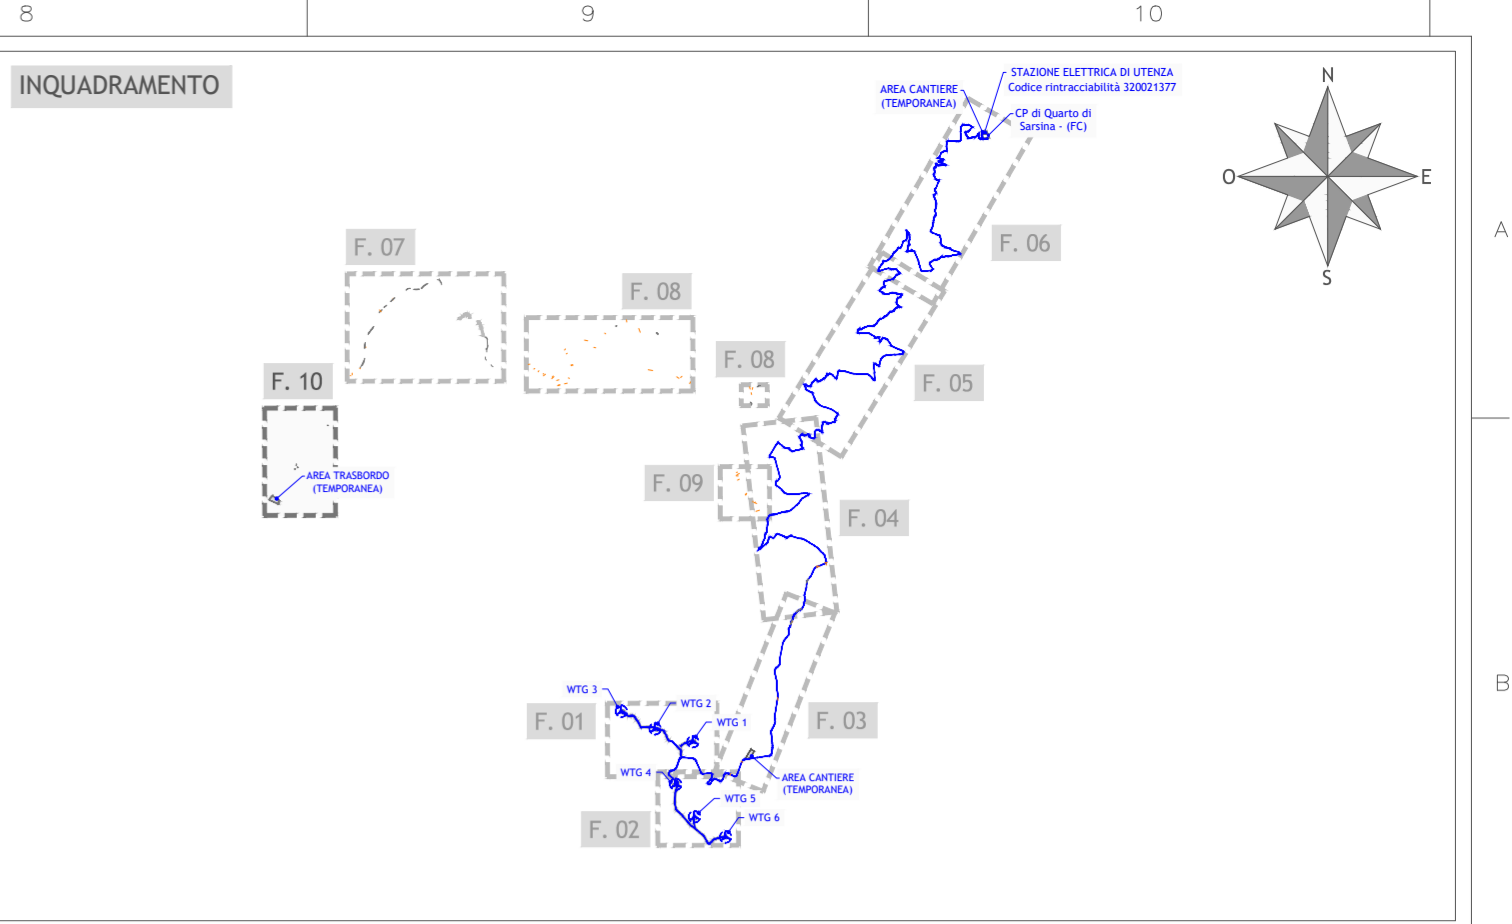 8
9
10
INQUADRAMENTO
STAZIONE ELETTRICA DI UTENZA
Codice rintracciabilità 320021377
AREA CANTIERE
(TEMPORANEA)
CP di Quarto di
Sarsina - (FC)
N
O
E
S
A
F. 06
F. 07
F. 08
F. 08
F. 10
F. 05
AREA TRASBORDO
(TEMPORANEA)
F. 09
F. 04
B
WTG 3
WTG 2
WTG 1
F. 01
F. 03
WTG 4
AREA CANTIERE
(TEMPORANEA)
WTG 5
WTG 6
F. 02